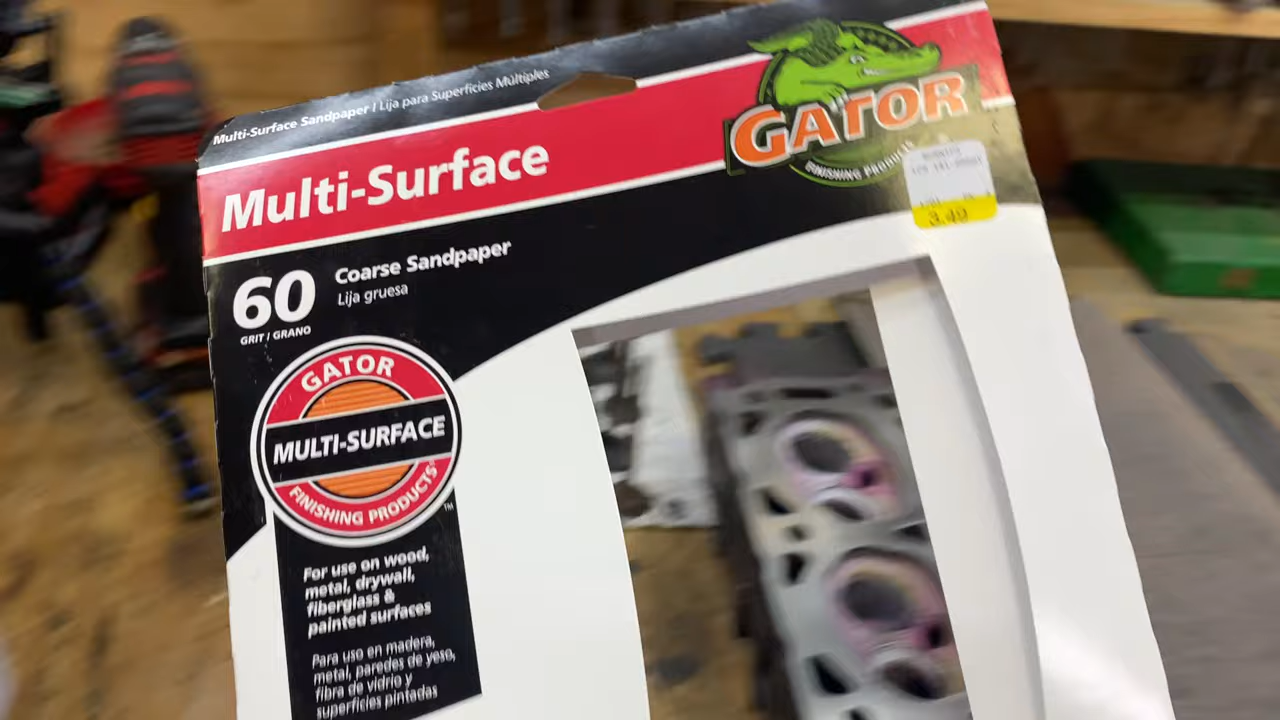 Multi-Surface Sandpaper / Lija para Superficies Múltiples
GATOR
FINISHING PRODUCTS
Multi-Surface
3.49
60
GRIT / GRANO
Coarse Sandpaper
Lija gruesa
GATOR
MULTI-SURFACE
FINISHING PRODUCTS®
™
For use on wood,
metal, drywall,
fiberglass &
painted surfaces
Para uso en madera,
metal, paredes de yeso,
fibra de vidrio y
superficies pintadas